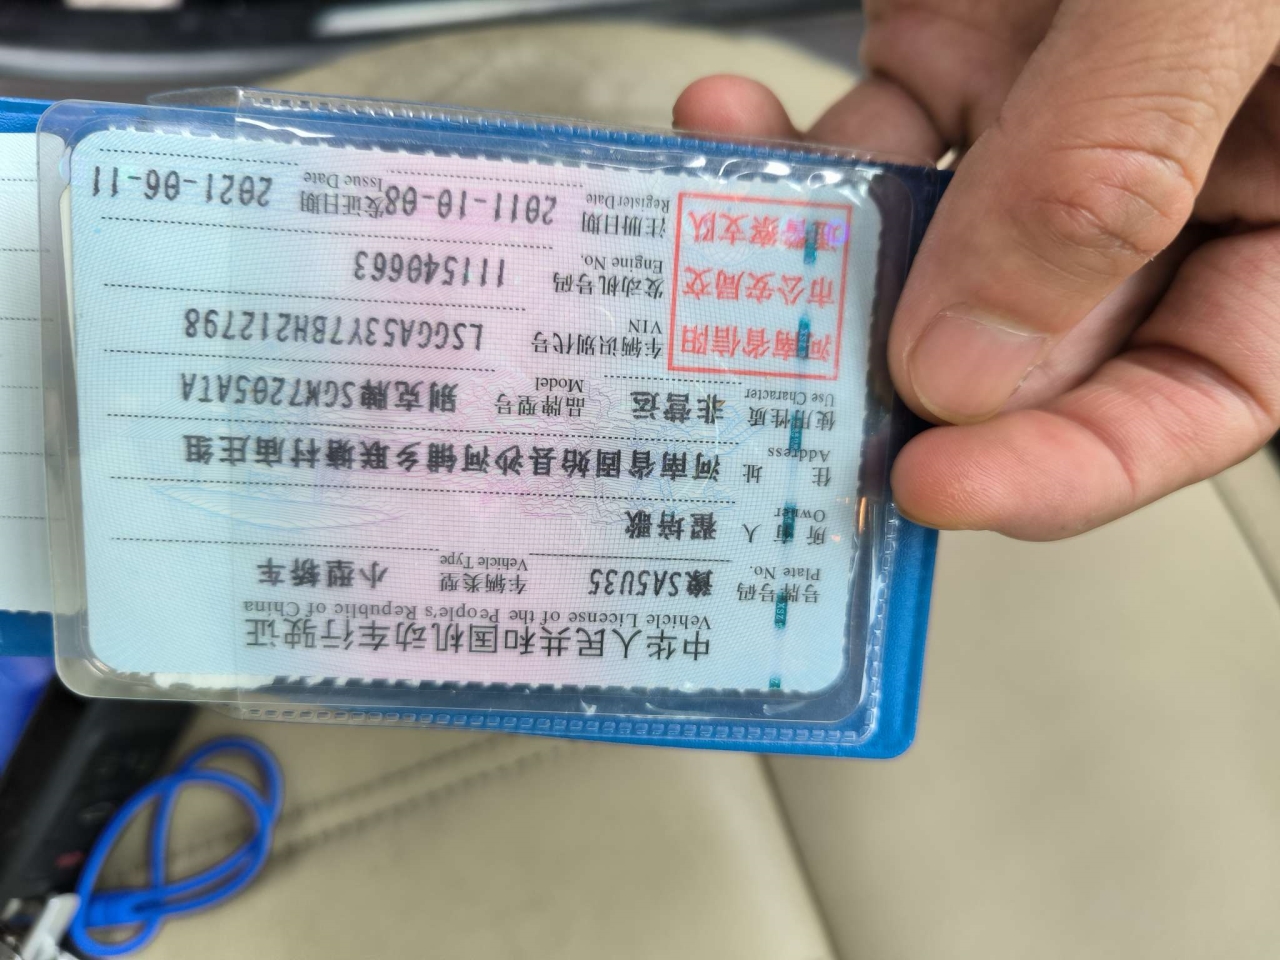 中华人民共和国机动车行驶证
Vehicle License of the People's Republic of China
号牌号码 豫SA5U35 车辆类型 小型轿车
Plate No. Vehicle Type
所有人 翟培歌
Owner
住址 河南省固始县沙河铺乡联塘村庙庄组
Address
使用性质 非营运 品牌型号 别克牌SGM7205ATA
Use Character Model
河南省信阳
市公安局交
通警察支队
车辆识别代号 LSGGA53Y7BH212798
VIN
发动机号码 111540663
Engine No.
注册日期 2011-10-08 发证日期 2021-06-11
Register Date Issue Date